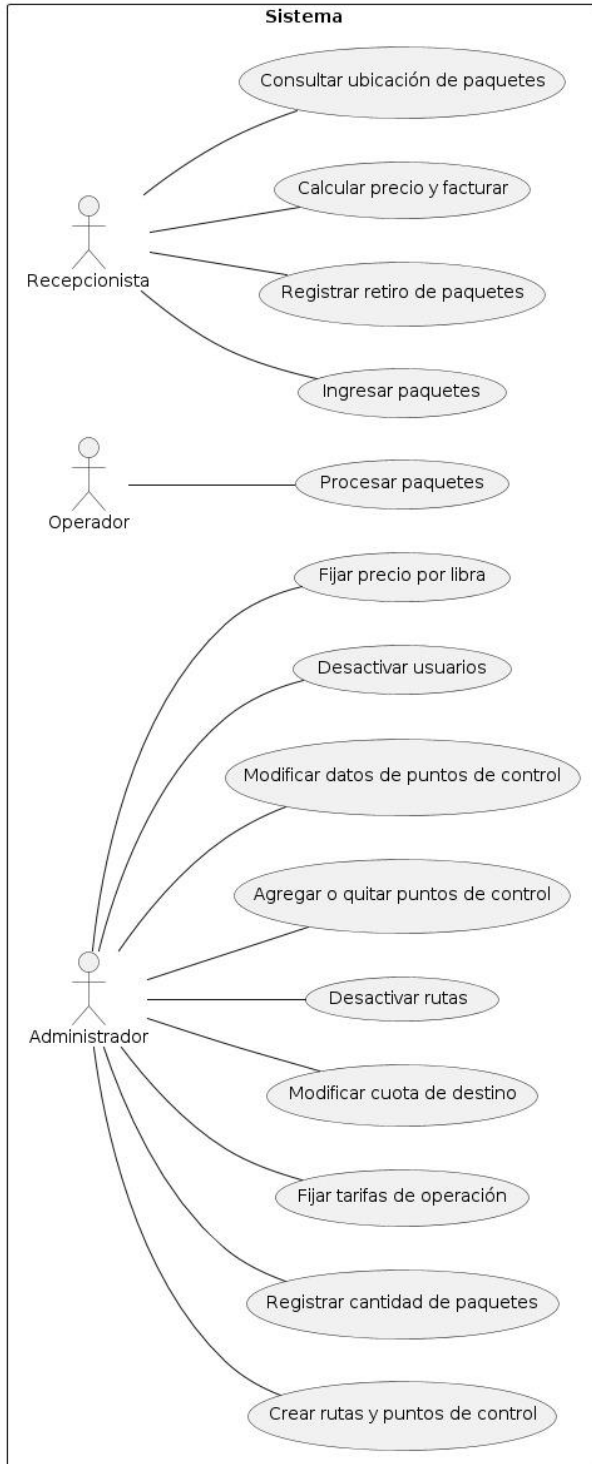 Sistema
Consultar ubicación de paquetes
Calcular precio y facturar
Recepcionista
Registrar retiro de paquetes
Ingresar paquetes
Procesar paquetes
Operador
Fijar precio por libra
Desactivar usuarios
Modificar datos de puntos de control
Agregar o quitar puntos de control
Desactivar rutas
Administrador
Modificar cuota de destino
Fijar tarifas de operación
Registrar cantidad de paquetes
Crear rutas y puntos de control